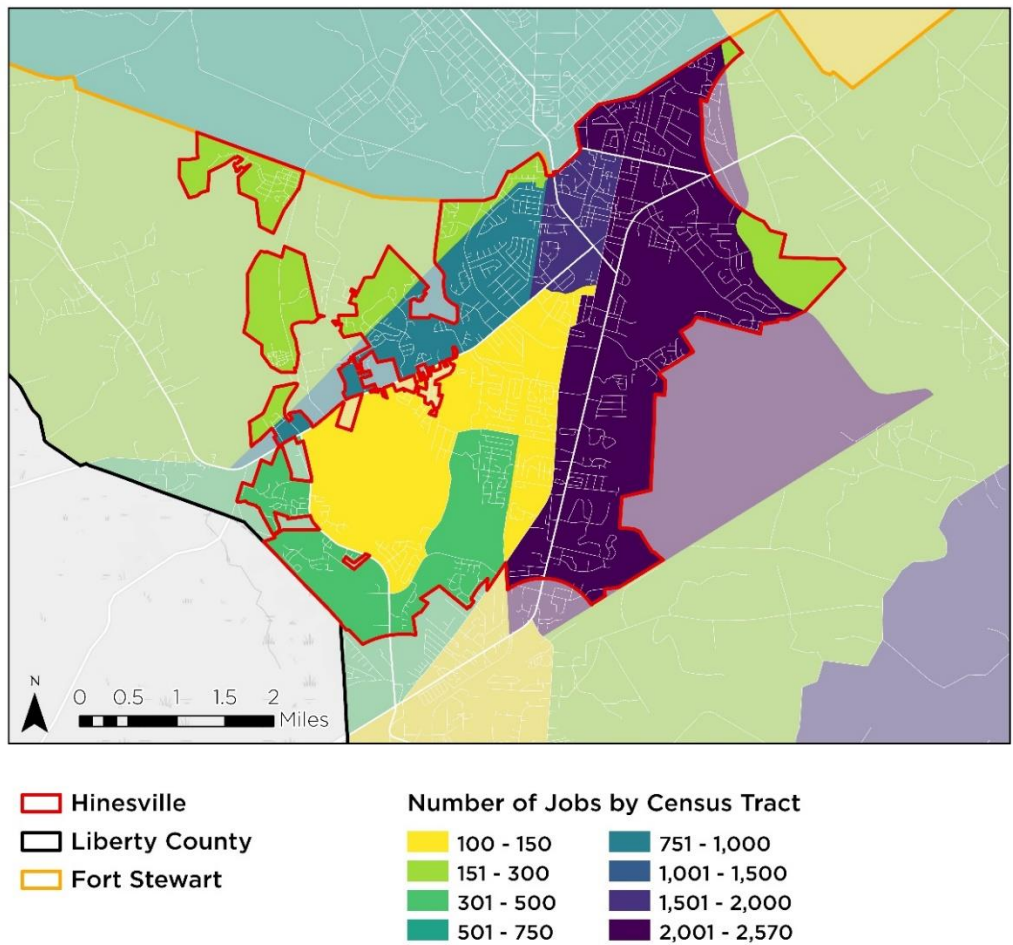 N
0 0.5 1 1.5 2
Miles
Hinesville
Liberty County
Fort Stewart
Number of Jobs by Census Tract
100 - 150
151 - 300
301 - 500
501 - 750
751 - 1,000
1,001 - 1,500
1,501 - 2,000
2,001 - 2,570